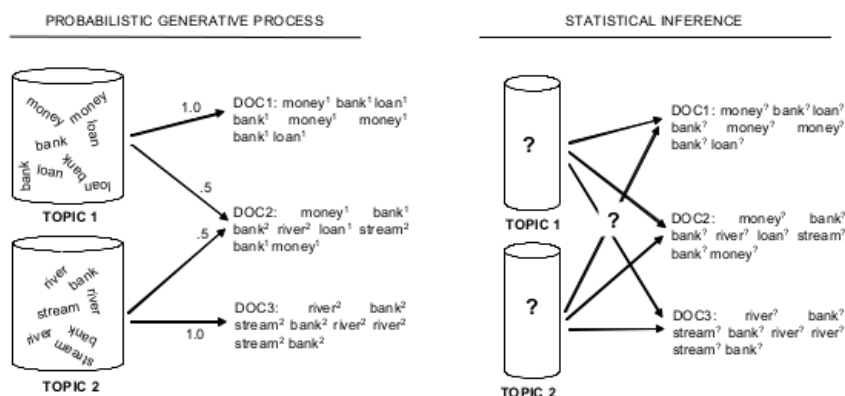 PROBABILISTIC GENERATIVE PROCESS
money
money
loan
bank
bank
bank
loan
loan
TOPIC 1
river
bank
stream
river
river
bank
stream
TOPIC 2
1.0
.5
.5
1.0
DOC1: money¹ bank¹ loan¹
bank¹ money¹ money¹
bank¹ loan¹
DOC2: money¹ bank¹
bank² river² loan¹ stream²
bank¹ money¹
DOC3: river² bank²
stream² bank² river² river²
stream² bank²
STATISTICAL INFERENCE
?
TOPIC 1
?
?
TOPIC 2
DOC1: money? bank? loan?
bank? money? money?
bank? loan?
DOC2: money? bank?
bank? river? loan? stream?
bank? money?
DOC3: river? bank?
stream? bank? river? river?
stream? bank?